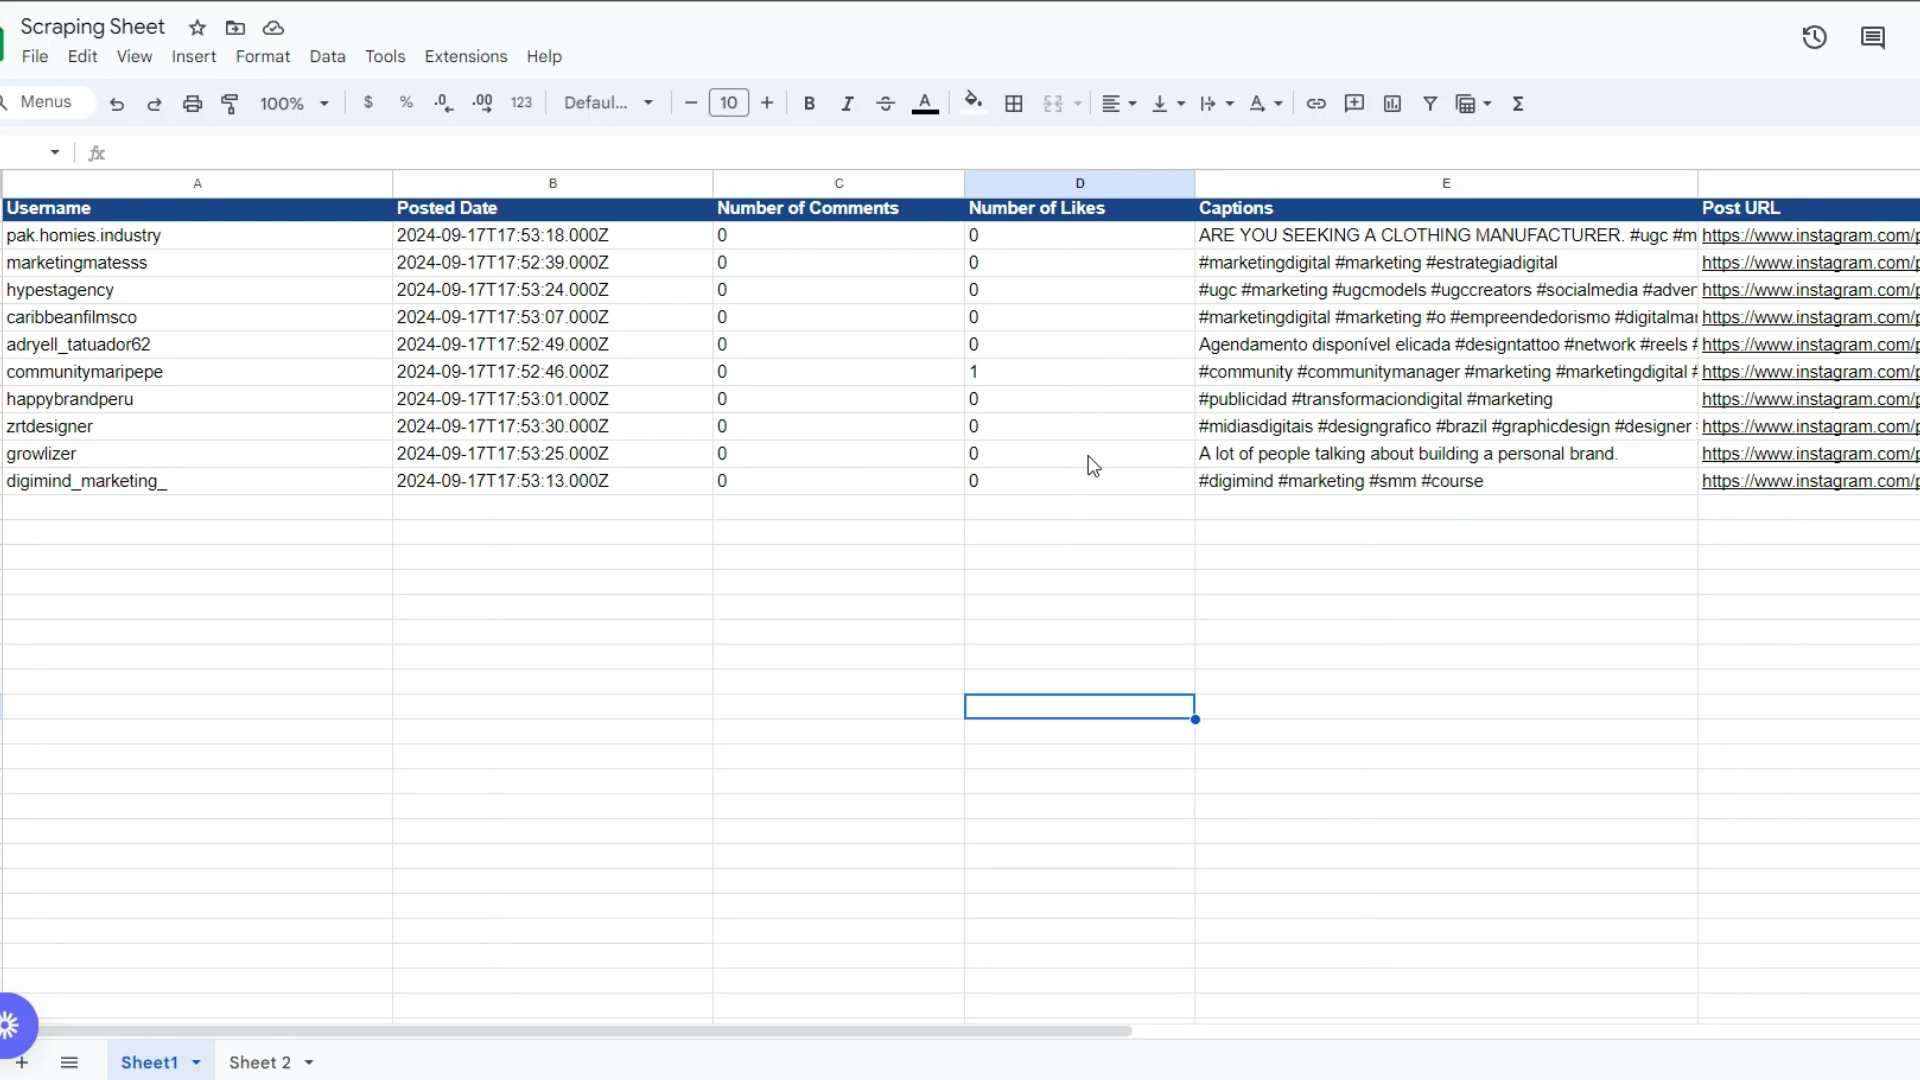 Scraping Sheet
File Edit View Insert Format Data Tools Extensions Help
Menus 100% $ % .0 .00 123 Defaul... 10 B I A Σ
fx
A B C D E
Username Posted Date Number of Comments Number of Likes Captions Post URL
pak.homies.industry 2024-09-17T17:53:18.000Z 0 0 ARE YOU SEEKING A CLOTHING MANUFACTURER. #ugc #m https://www.instagram.com/p
marketingmatesss 2024-09-17T17:52:39.000Z 0 0 #marketingdigital #marketing #estrategiadigital https://www.instagram.com/p
hypestagency 2024-09-17T17:53:24.000Z 0 0 #ugc #marketing #ugcmodels #ugccreators #socialmedia #adver https://www.instagram.com/p
caribbeanfilmsco 2024-09-17T17:53:07.000Z 0 0 #marketingdigital #marketing #o #empreendedorismo #digitalmar https://www.instagram.com/p
adryell_tatuador62 2024-09-17T17:52:49.000Z 0 0 Agendamento disponível elicada #designtattoo #network #reels # https://www.instagram.com/p
communitymaripepe 2024-09-17T17:52:46.000Z 0 1 #community #communitymanager #marketing #marketingdigital # https://www.instagram.com/p
happybrandperu 2024-09-17T17:53:01.000Z 0 0 #publicidad #transformaciondigital #marketing https://www.instagram.com/p
zrtdesigner 2024-09-17T17:53:30.000Z 0 0 #midiasdigitais #designgrafico #brazil #graphicdesign #designer https://www.instagram.com/p
growlizer 2024-09-17T17:53:25.000Z 0 0 A lot of people talking about building a personal brand. https://www.instagram.com/p
digimind_marketing_ 2024-09-17T17:53:13.000Z 0 0 #digimind #marketing #smm #course https://www.instagram.com/p
Sheet1 Sheet 2